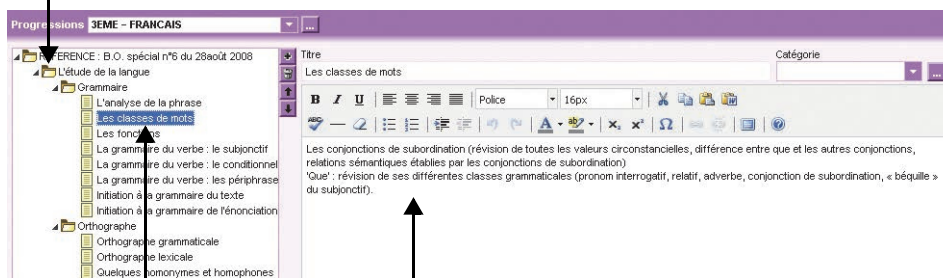 Progressions 3EME - FRANCAIS
RÉFERENCE : B.O. spécial n°6 du 28août 2008
L'étude de la langue
Grammaire
L'analyse de la phrase
Les classes de mots
Les fonctions
La grammaire du verbe : le subjonctif
La grammaire du verbe : le conditionnel
La grammaire du verbe : les périphrase
Initiation à la grammaire du texte
Initiation à la grammaire de l'énonciation
Orthographe
Orthographe grammaticale
Orthographe lexicale
Quelques homonymes et homophones
Titre
Catégorie
Les classes de mots
B I U Police 16px
ABC A ab x₂ x² Ω
Les conjonctions de subordination (révision de toutes les valeurs circonstancielles, différence entre que et les autres conjonctions,
relations sémantiques établies par les conjonctions de subordination)
'Que' : révision de ses différentes classes grammaticales (pronom interrogatif, relatif, adverbe, conjonction de subordination, « béquille »
du subjonctif).